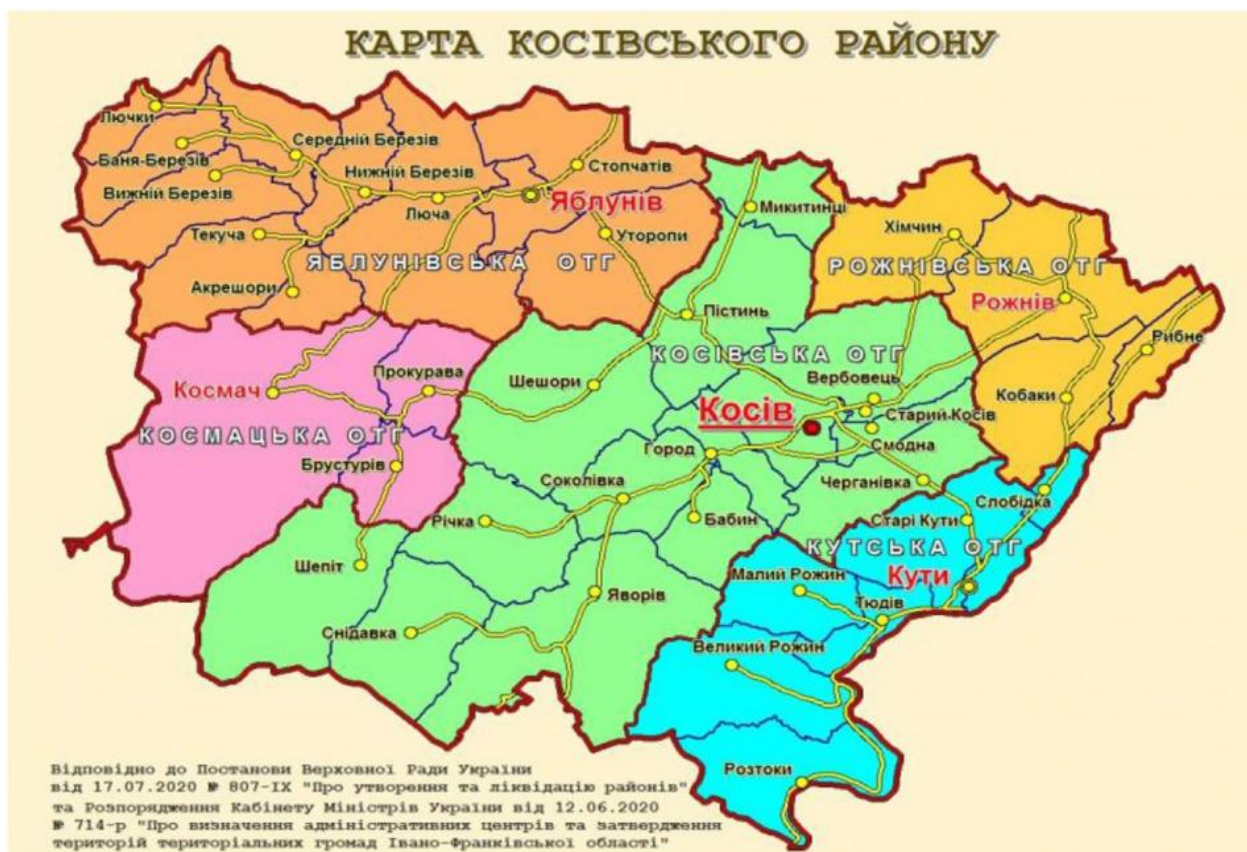 КАРТА КОСІВСЬКОГО РАЙОНУ
Лючки
Середній Березів
Баня-Березів
Стопчатів
Нижній Березів
Вижній Березів
Яблунів
Люча
Микитинці
Текуча
Уторопи
Хімчин
ЯБЛУНІВСЬКА ОТГ
РОЖНІВСЬКА ОТГ
Акрешори
Рожнів
Пістинь
Рибне
КОСІВСЬКА ОТГ
Прокурава
Шешори
Вербовець
Космач
Кобаки
Косів
Старий Косів
КОСМАЦЬКА ОТГ
Смодна
Город
Брустурів
Соколівка
Черганівка
Слобідка
Річка
Бабин
Старі Кути
КУТСЬКА ОТГ
Шепіт
Малий Рожин
Кути
Яворів
Тюдів
Снідавка
Великий Рожин
Розтоки
Відповідно до Постанови Верховної Ради України
від 17.07.2020 № 807-ІХ "Про утворення та ліквідацію районів"
та Розпорядження Кабінету Міністрів України від 12.06.2020
№ 714-р "Про визначення адміністративних центрів та затвердження
територій територіальних громад Івано-Франківської області"